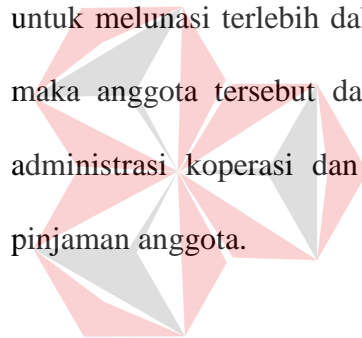 untuk melunasi terlebih da
maka anggota tersebut da
administrasi koperasi dan
pinjaman anggota.